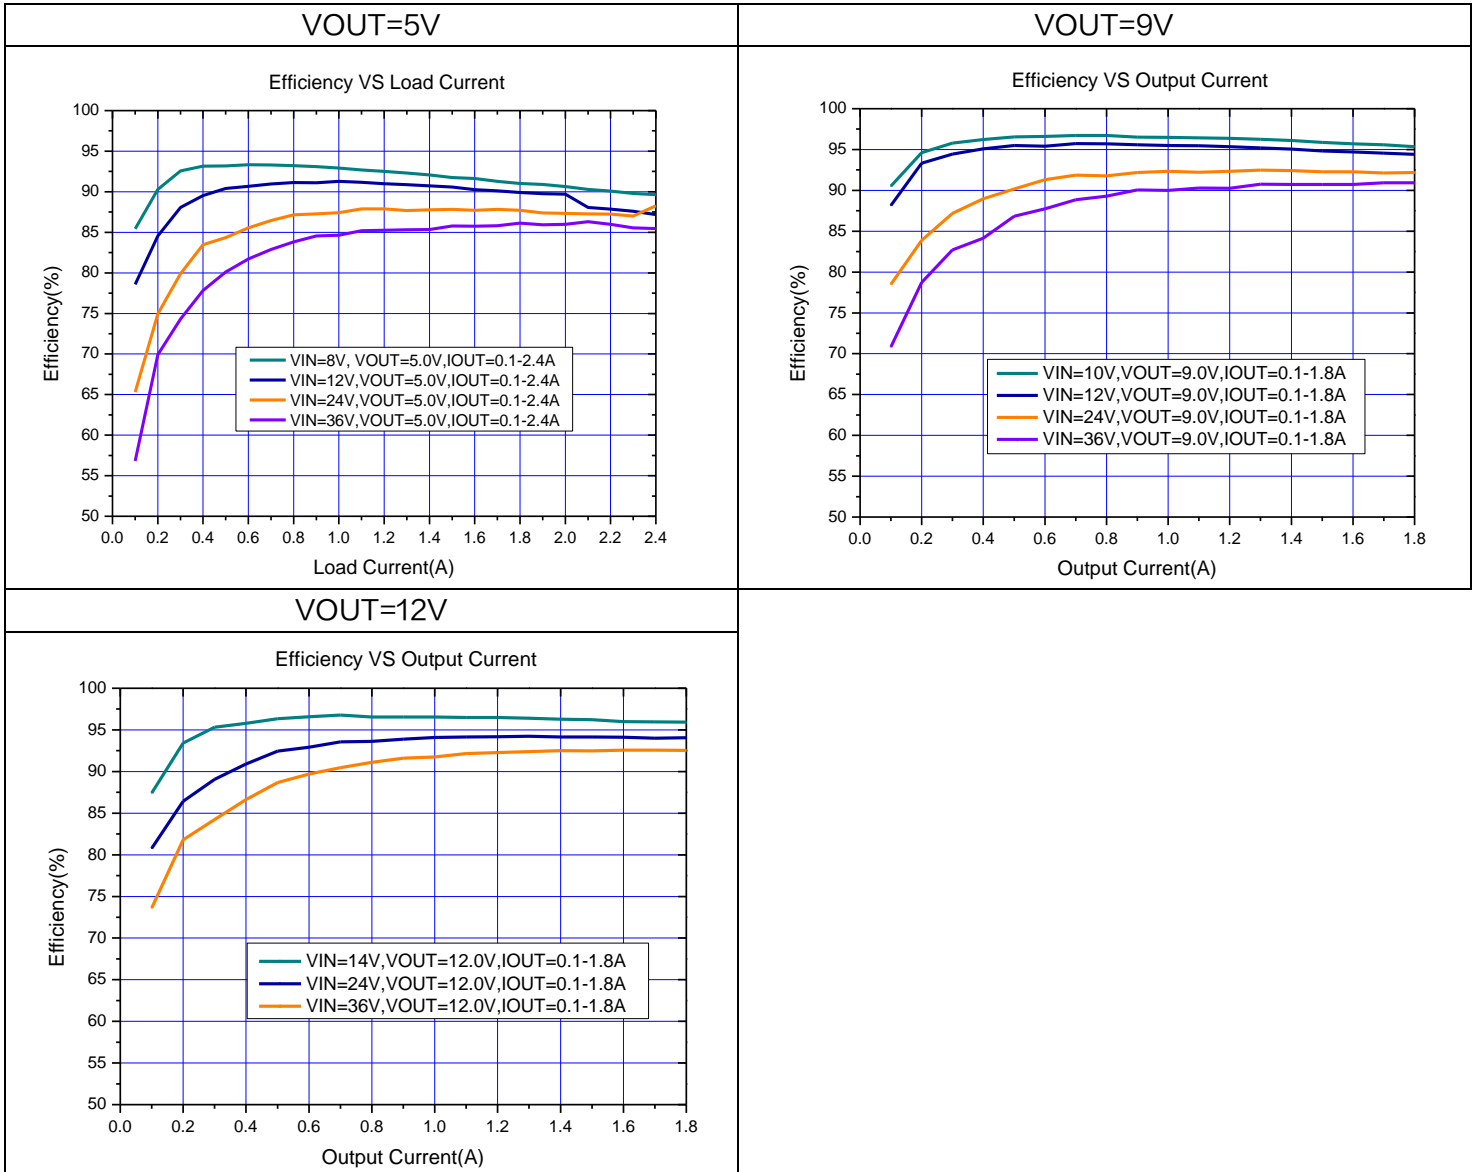 VOUT=5V
Efficiency VS Load Current
100
95
90
85
80
75
70
65
60
55
50
Efficiency(%)
VIN=8V, VOUT=5.0V,IOUT=0.1-2.4A
VIN=12V,VOUT=5.0V,IOUT=0.1-2.4A
VIN=24V,VOUT=5.0V,IOUT=0.1-2.4A
VIN=36V,VOUT=5.0V,IOUT=0.1-2.4A
0.0 0.2 0.4 0.6 0.8 1.0 1.2 1.4 1.6 1.8 2.0 2.2 2.4
Load Current(A)
VOUT=9V
Efficiency VS Output Current
100
95
90
85
80
75
70
65
60
55
50
Efficiency(%)
VIN=10V,VOUT=9.0V,IOUT=0.1-1.8A
VIN=12V,VOUT=9.0V,IOUT=0.1-1.8A
VIN=24V,VOUT=9.0V,IOUT=0.1-1.8A
VIN=36V,VOUT=9.0V,IOUT=0.1-1.8A
0.0 0.2 0.4 0.6 0.8 1.0 1.2 1.4 1.6 1.8
Output Current(A)
VOUT=12V
Efficiency VS Output Current
100
95
90
85
80
75
70
65
60
55
50
Efficiency(%)
VIN=14V,VOUT=12.0V,IOUT=0.1-1.8A
VIN=24V,VOUT=12.0V,IOUT=0.1-1.8A
VIN=36V,VOUT=12.0V,IOUT=0.1-1.8A
0.0 0.2 0.4 0.6 0.8 1.0 1.2 1.4 1.6 1.8
Output Current(A)